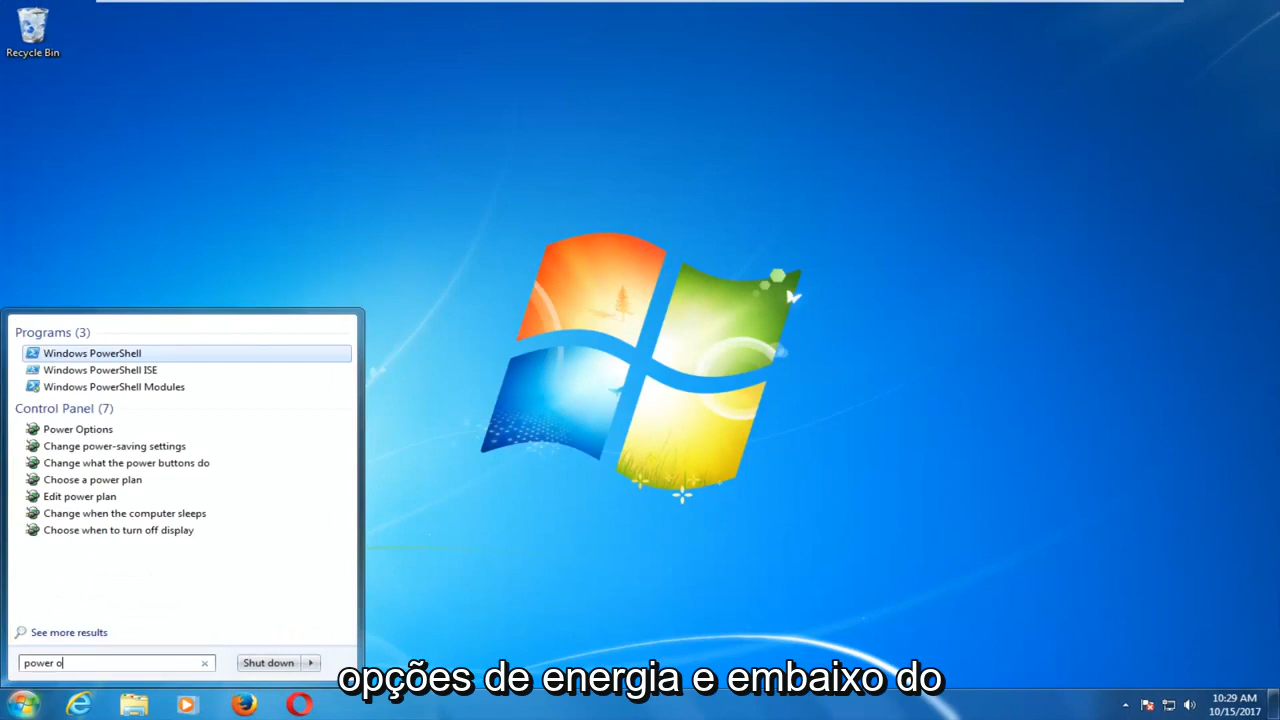 Recycle Bin
Programs (3)
Windows PowerShell
Windows PowerShell ISE
Windows PowerShell Modules
Control Panel (7)
Power Options
Change power-saving settings
Change what the power buttons do
Choose a power plan
Edit power plan
Change when the computer sleeps
Choose when to turn off display
See more results
power o
Shut down
opções de energia e embaixo do
10:29 AM
10/15/2017